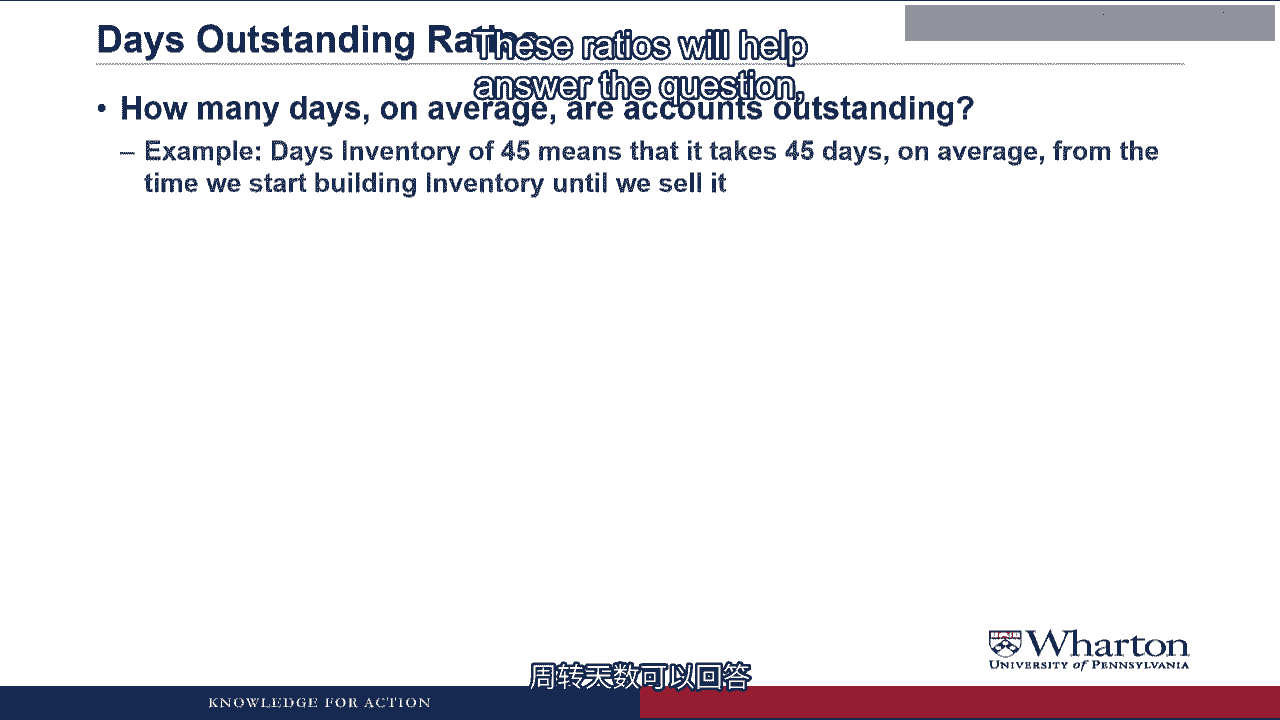 Days Outstanding Ratios
These ratios will help
answer the question,
• How many days, on average, are accounts outstanding?
– Example: Days Inventory of 45 means that it takes 45 days, on average, from the
time we start building Inventory until we sell it
Wharton
UNIVERSITY of PENNSYLVANIA
周转天数可以回答
KNOWLEDGE FOR ACTION